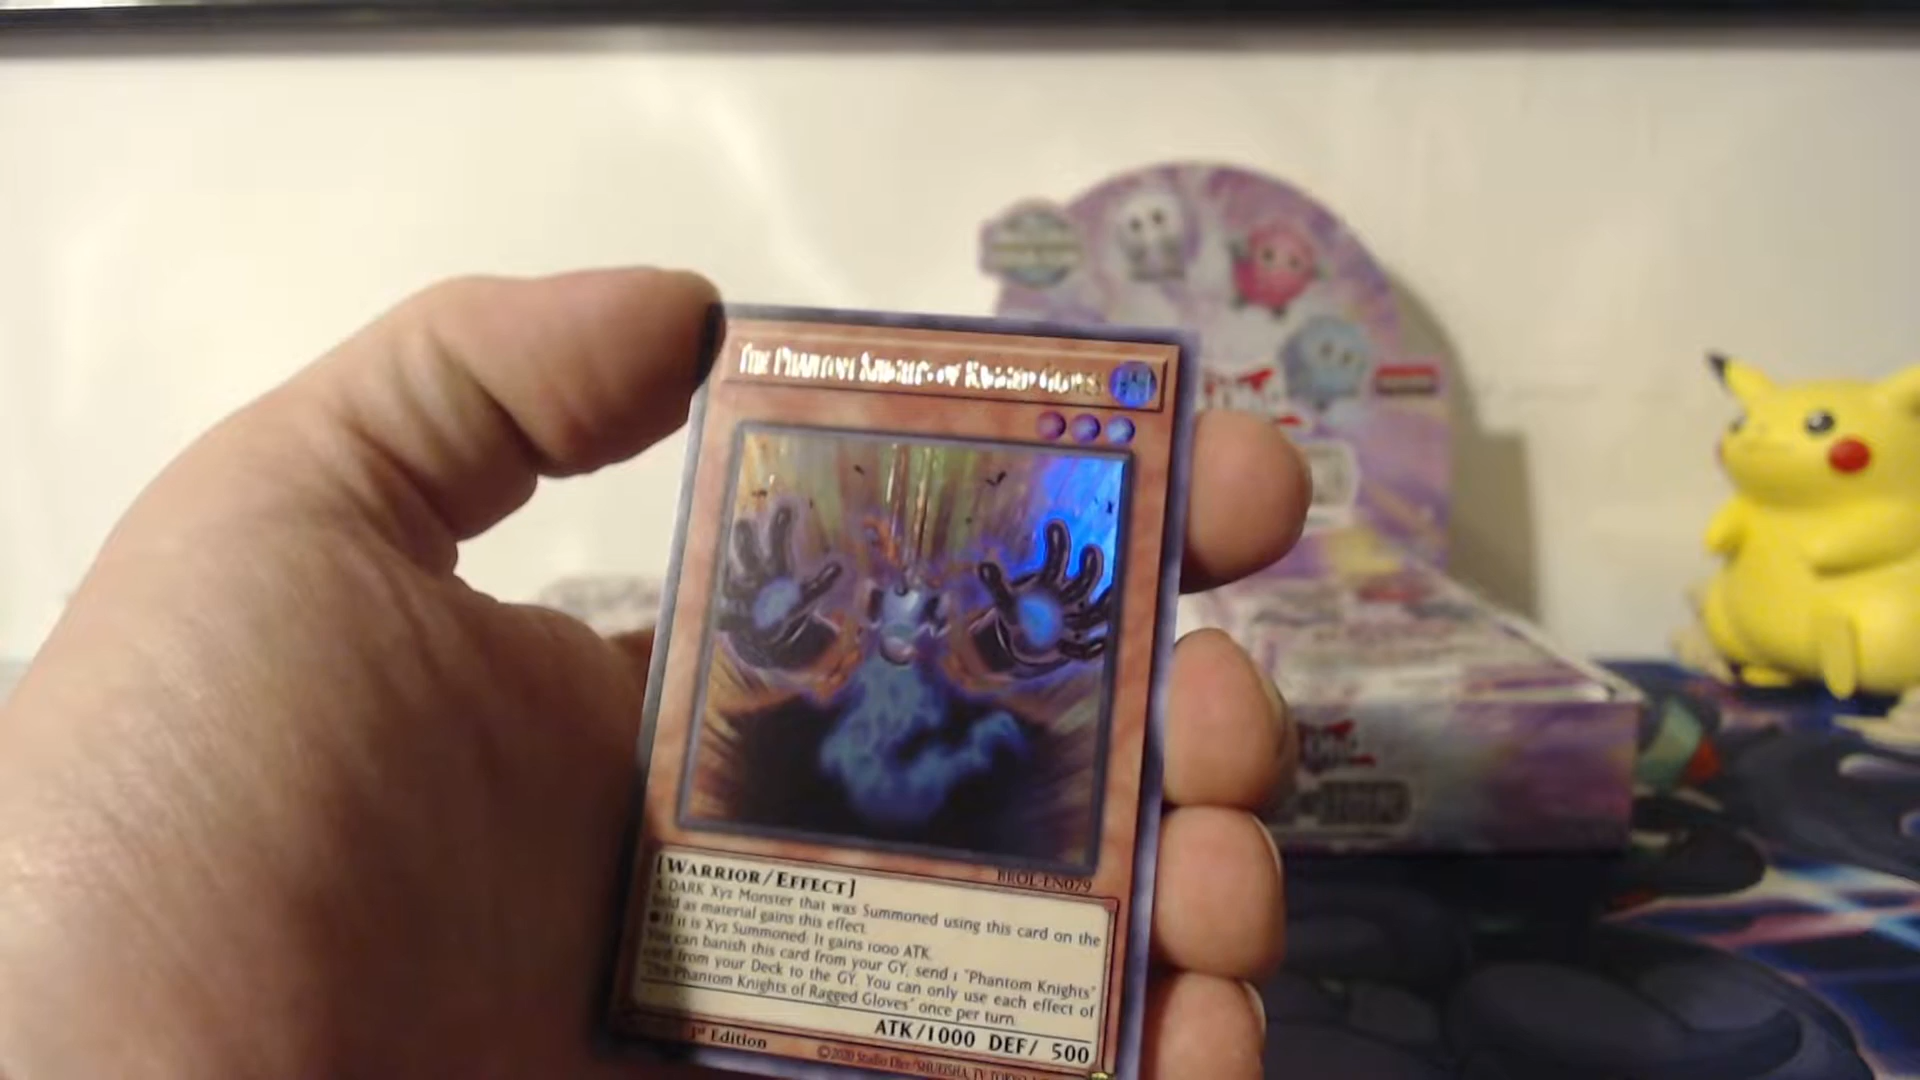 The Phantom Knights of Ragged Gloves
BROL-EN079
[Warrior/Effect]
A DARK Xyz Monster that was Summoned using this card on the
field as material gains this effect.
● If it is Xyz Summoned: It gains 1000 ATK.
You can banish this card from your GY; send 1 "Phantom Knights"
card from your Deck to the GY. You can only use each effect of
"The Phantom Knights of Ragged Gloves" once per turn.
ATK/1000 DEF/ 500
1st Edition
©2020 Studio Dice/SHUEISHA, TV TOKYO,